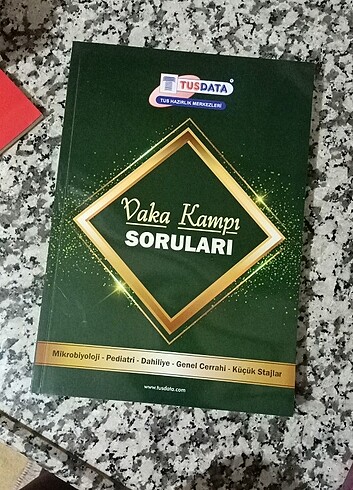 TUSDATA
TUS HAZIRLIK MERKEZLERİ
Vaka Kampı
SORULARI
Mikrobiyoloji - Pediatri - Dahiliye - Genel Cerrahi - Küçük Stajlar
www.tusdata.com